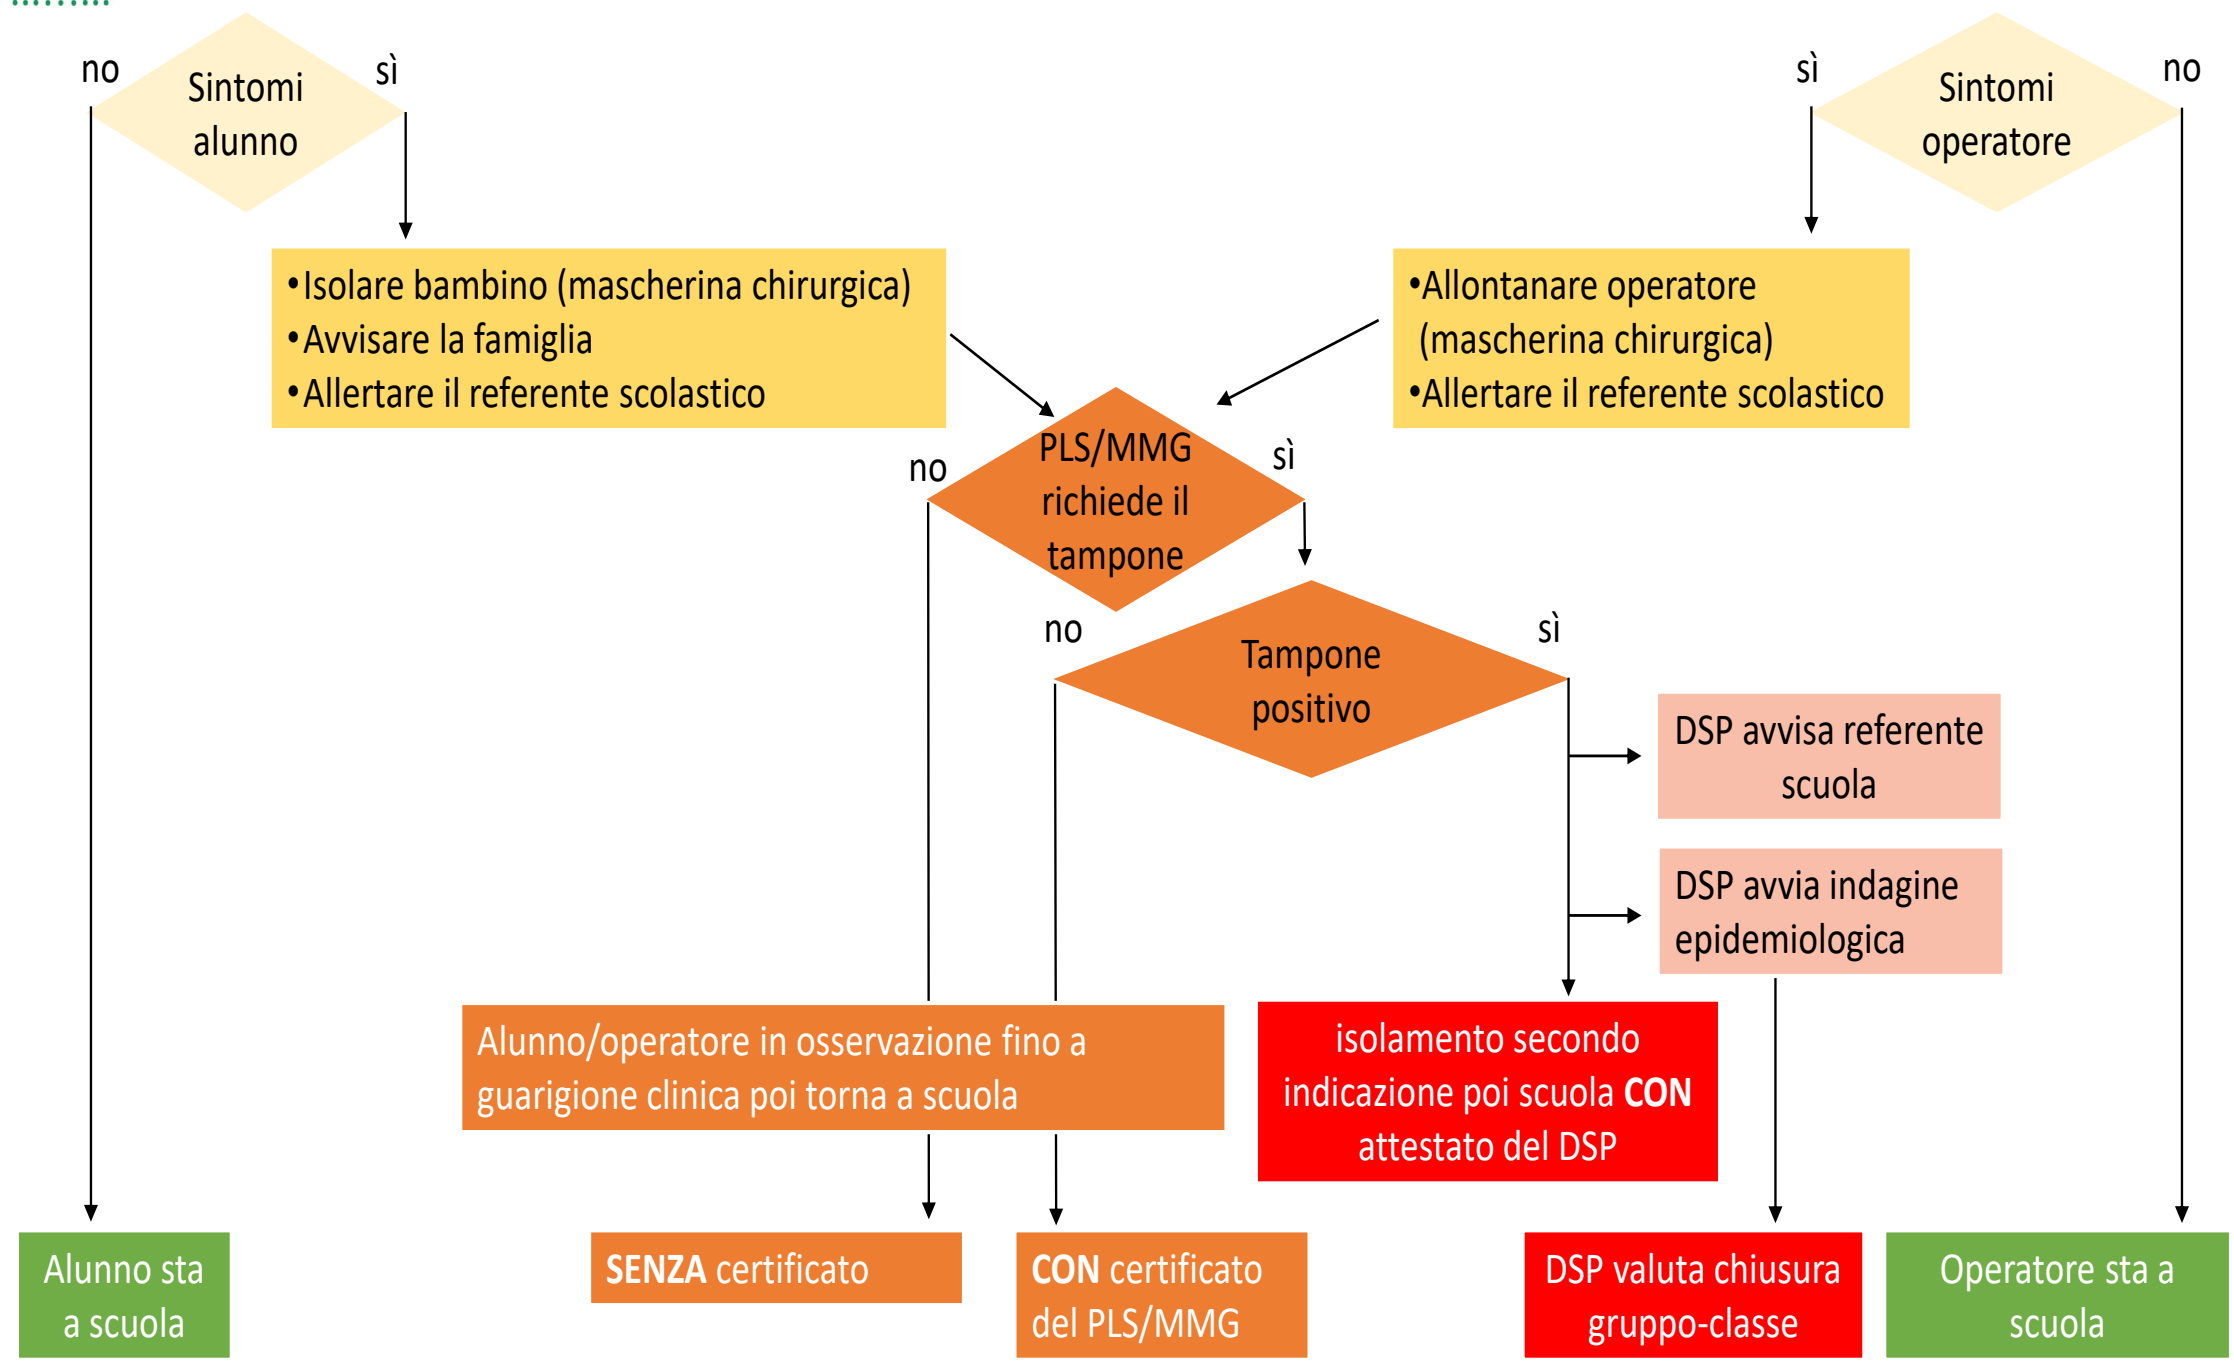 no
Sintomi
alunno
sì
sì
Sintomi
operatore
no
•Isolare bambino (mascherina chirurgica)
•Avvisare la famiglia
•Allertare il referente scolastico
•Allontanare operatore
(mascherina chirurgica)
•Allertare il referente scolastico
no
PLS/MMG
richiede il
tampone
sì
no
Tampone
positivo
sì
DSP avvisa referente
scuola
DSP avvia indagine
epidemiologica
Alunno/operatore in osservazione fino a
guarigione clinica poi torna a scuola
isolamento secondo
indicazione poi scuola CON
attestato del DSP
Alunno sta
a scuola
SENZA certificato
CON certificato
del PLS/MMG
DSP valuta chiusura
gruppo-classe
Operatore sta a
scuola